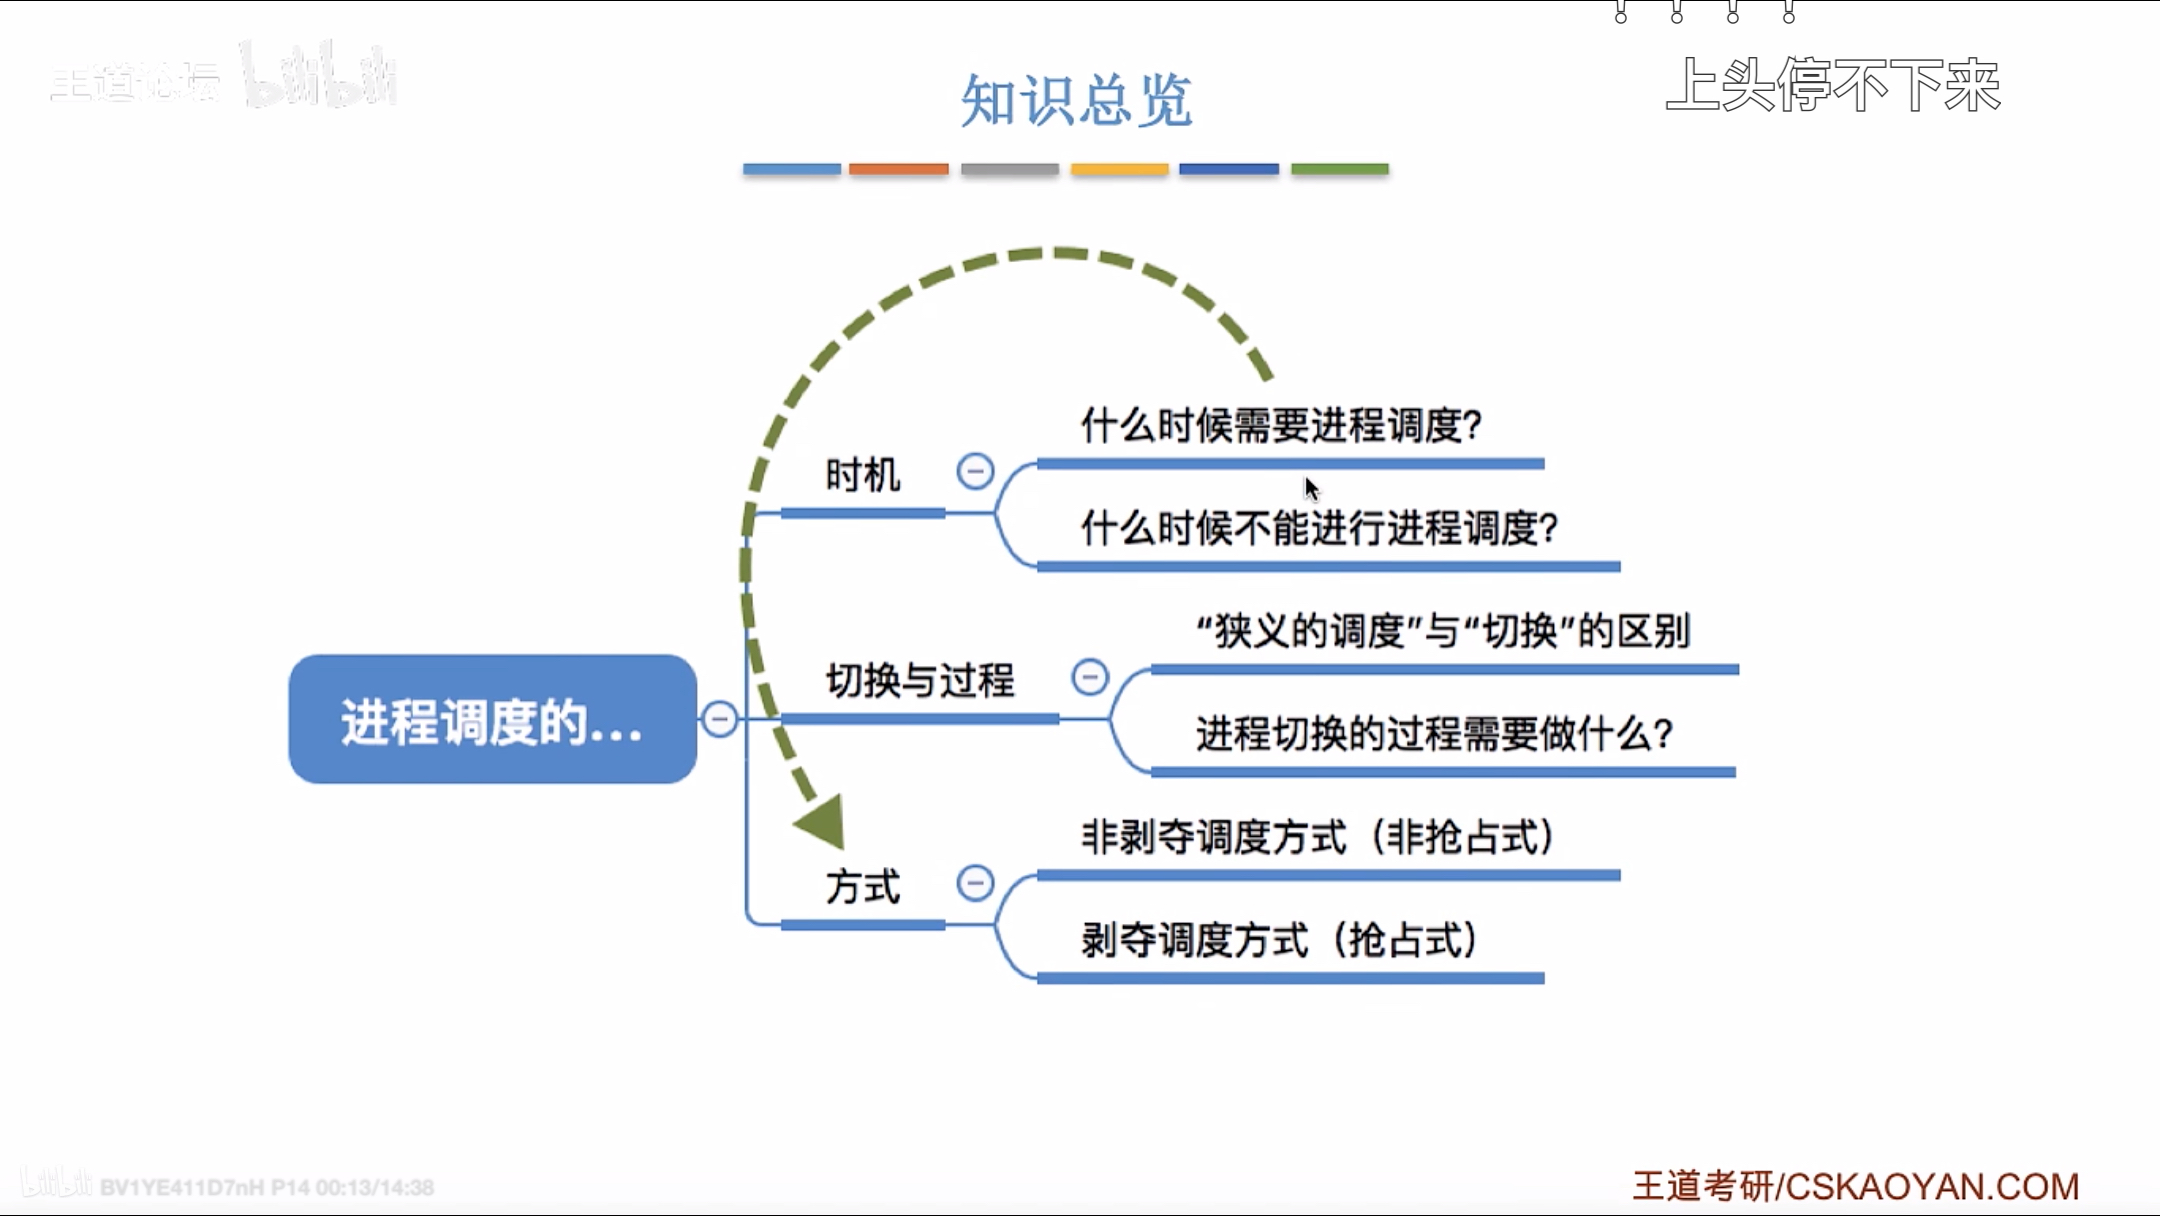 王道论坛 bilibili
上头停不下来
知识总览
什么时候需要进程调度?
时机
什么时候不能进行进程调度?
“狭义的调度”与“切换”的区别
切换与过程
进程调度的...
进程切换的过程需要做什么?
非剥夺调度方式（非抢占式）
方式
剥夺调度方式（抢占式）
bilibili BV1YE411D7nH P14 00:13/14:38
王道考研/CSKAOYAN.COM